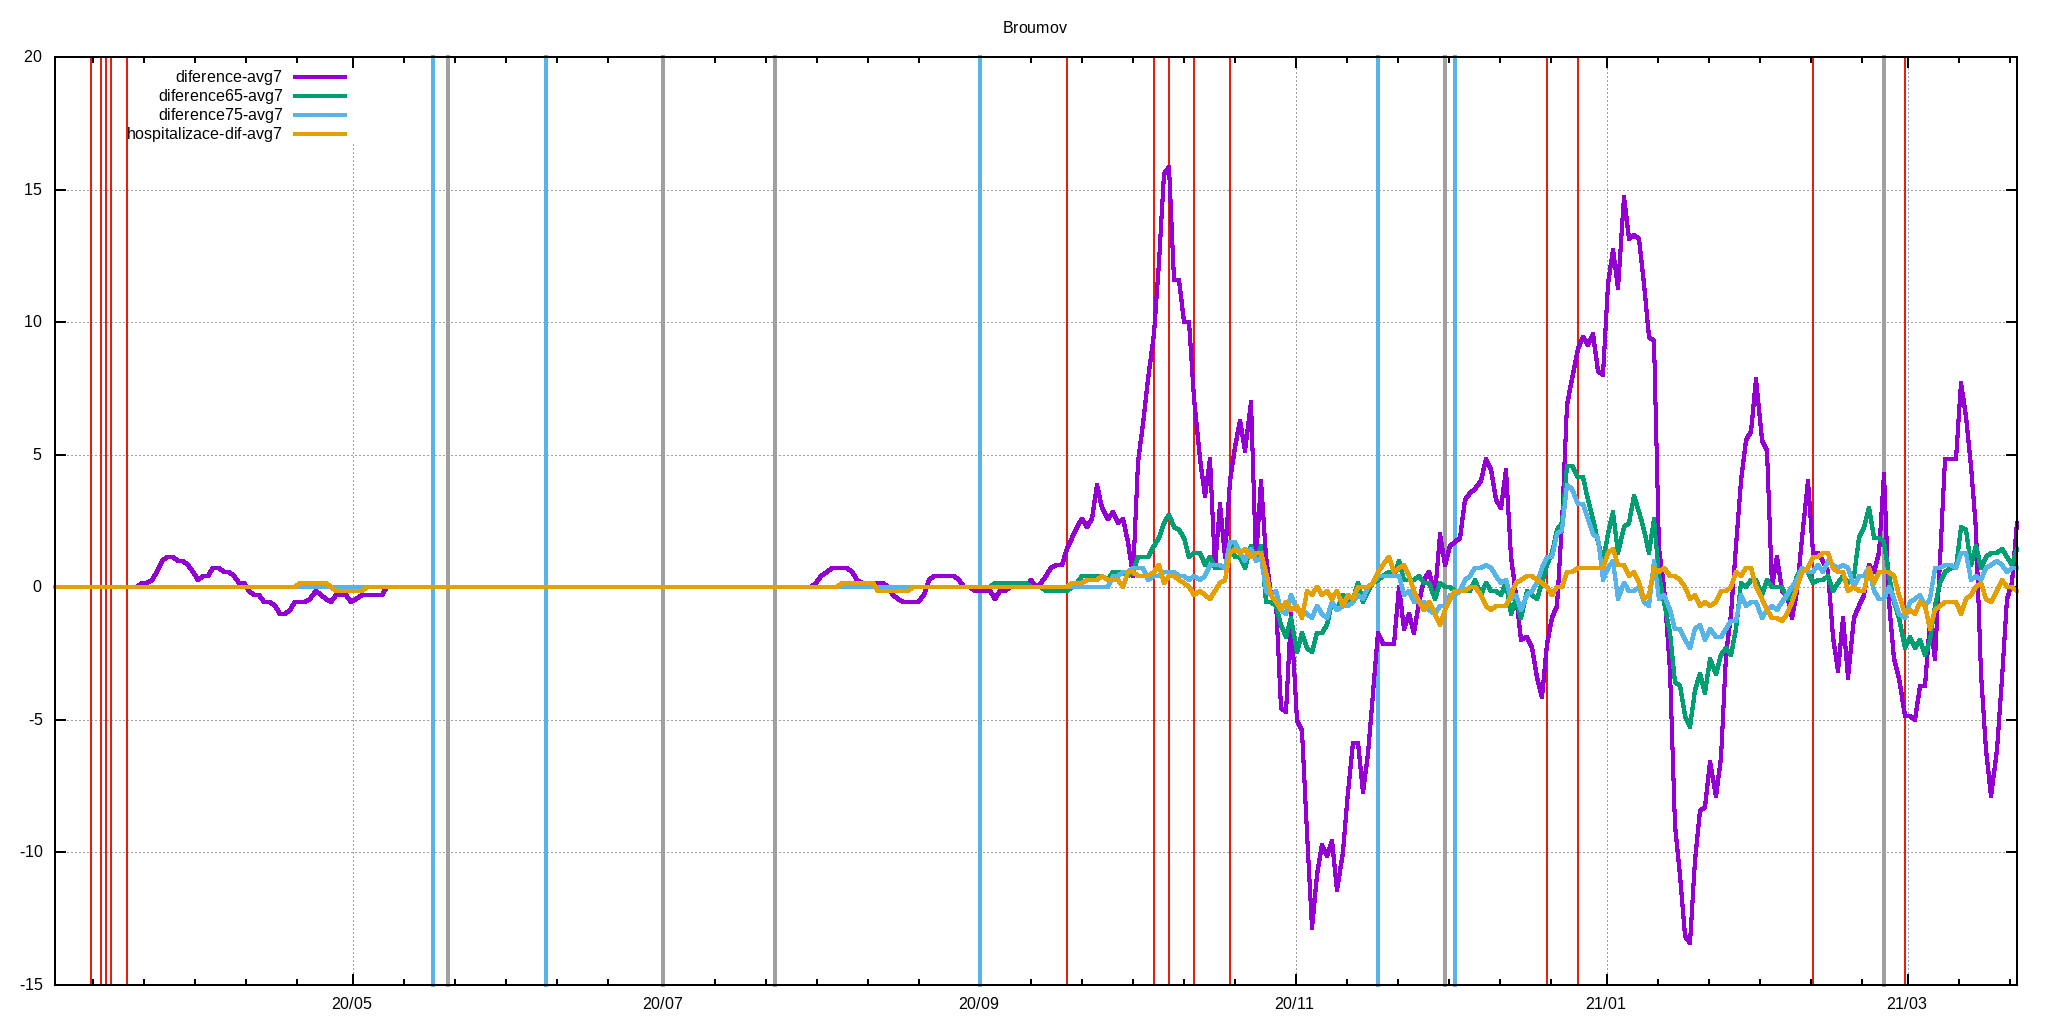 Broumov
20
diference-avg7
diference65-avg7
diference75-avg7
hospitalizace-dif-avg7
15
10
5
0
-5
-10
-15
20/05 20/07 20/09 20/11 21/01 21/03